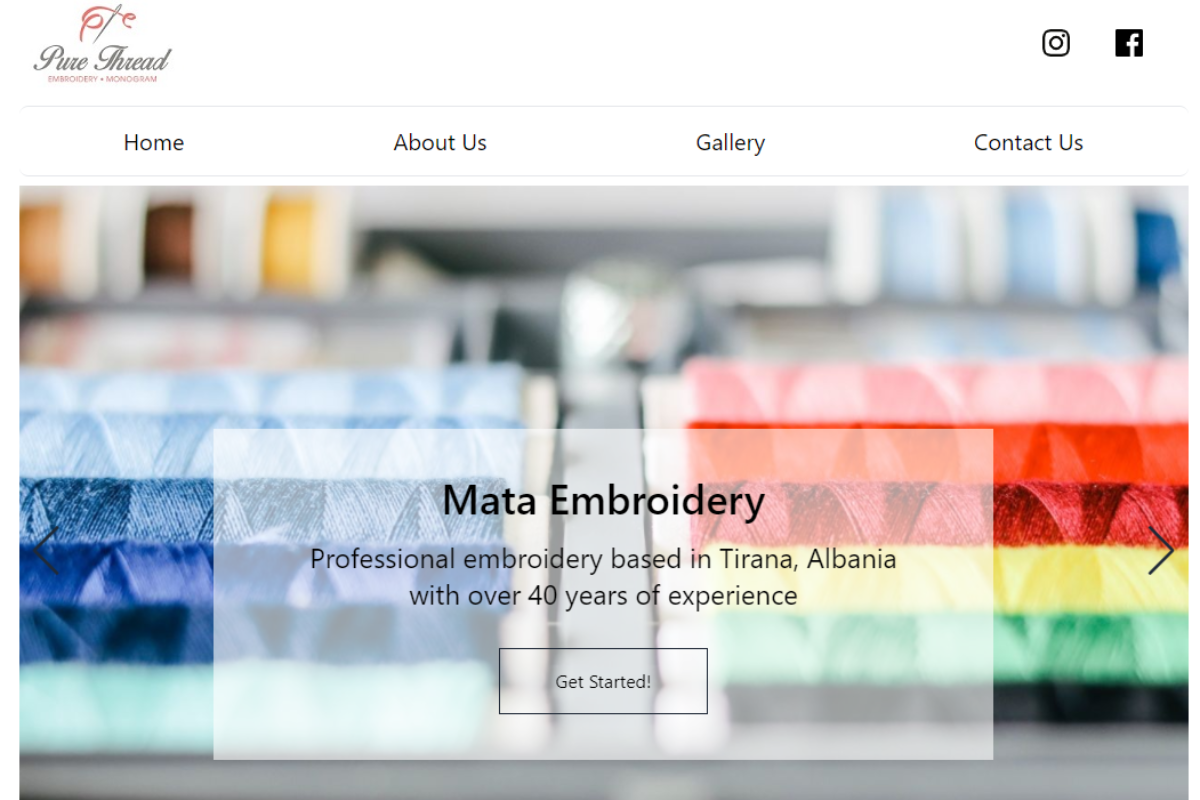 Pure Thread
EMBROIDERY • MONOGRAM
Home About Us Gallery Contact Us
Mata Embroidery
Professional embroidery based in Tirana, Albania
with over 40 years of experience
Get Started!